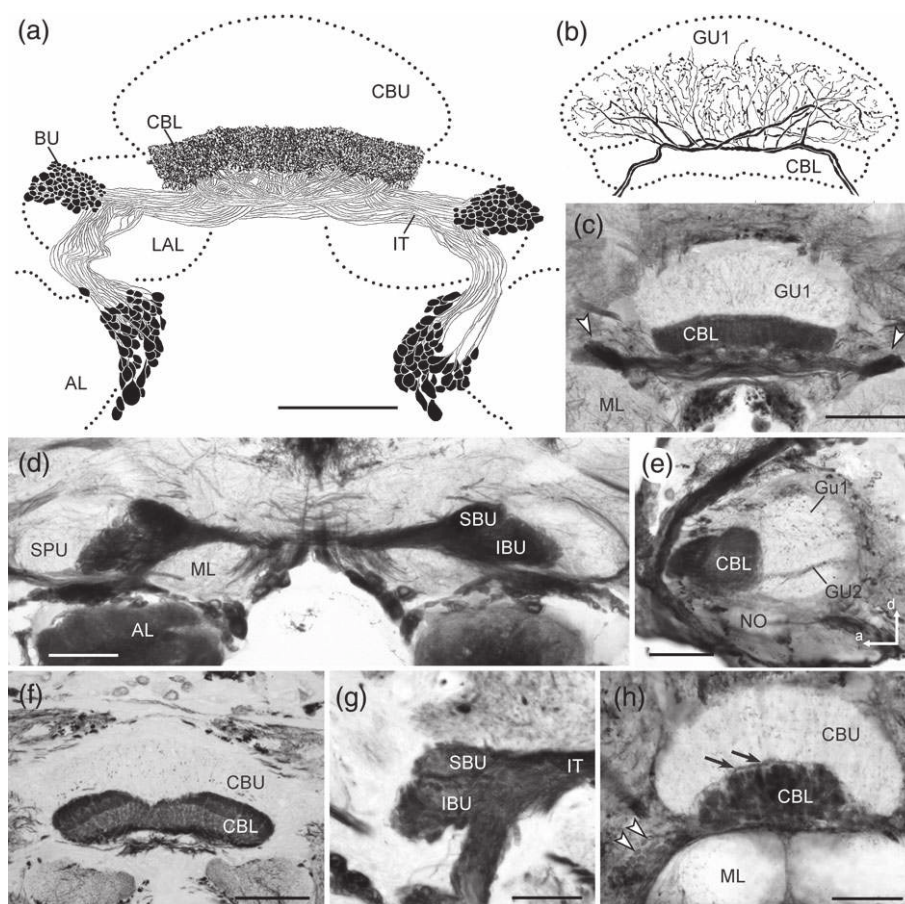 (a)
CBU
CBL
BU
LAL
IT
AL
(b)
GU1
CBL
(c)
GU1
CBL
ML
(d)
SBU
SPU
IBU
ML
AL
(e)
Gu1
CBL
GU2
NO
d
a
(f)
CBU
CBL
(g)
SBU
IT
IBU
(h)
CBU
CBL
ML